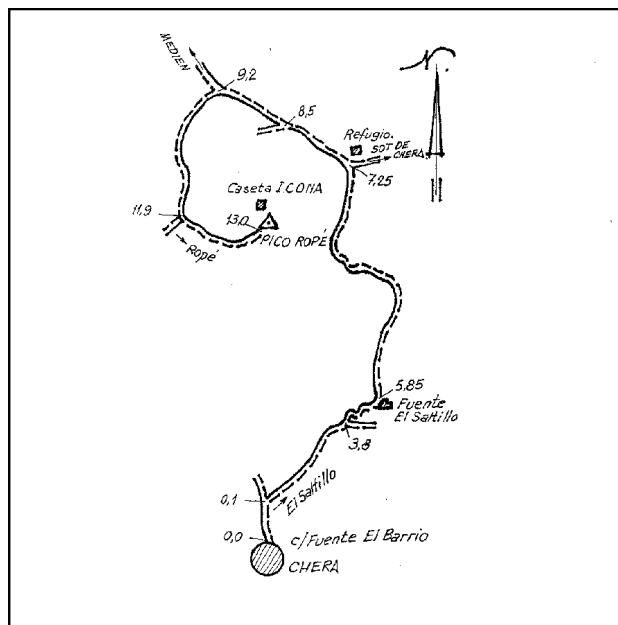 N
MEDIEN
9,2
8,5
Refugio.
SOT DE
CHERA
7,25
Caseta I.CONA
11,9
13,0
PICO ROPÉ
Ropé
5,85
Fuente
El Saltillo
3,8
El Saltillo
0,1
0,0
c/Fuente El Barrio
CHERA